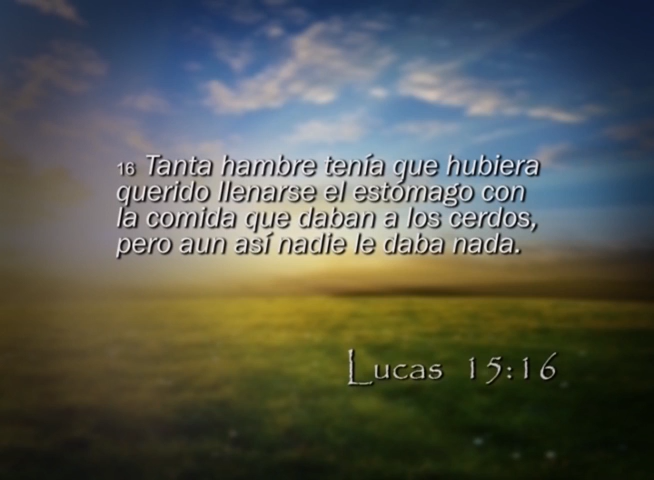 16 Tanta hambre tenía que hubiera
querido llenarse el estómago con
la comida que daban a los cerdos,
pero aun así nadie le daba nada.
Lucas 15:16